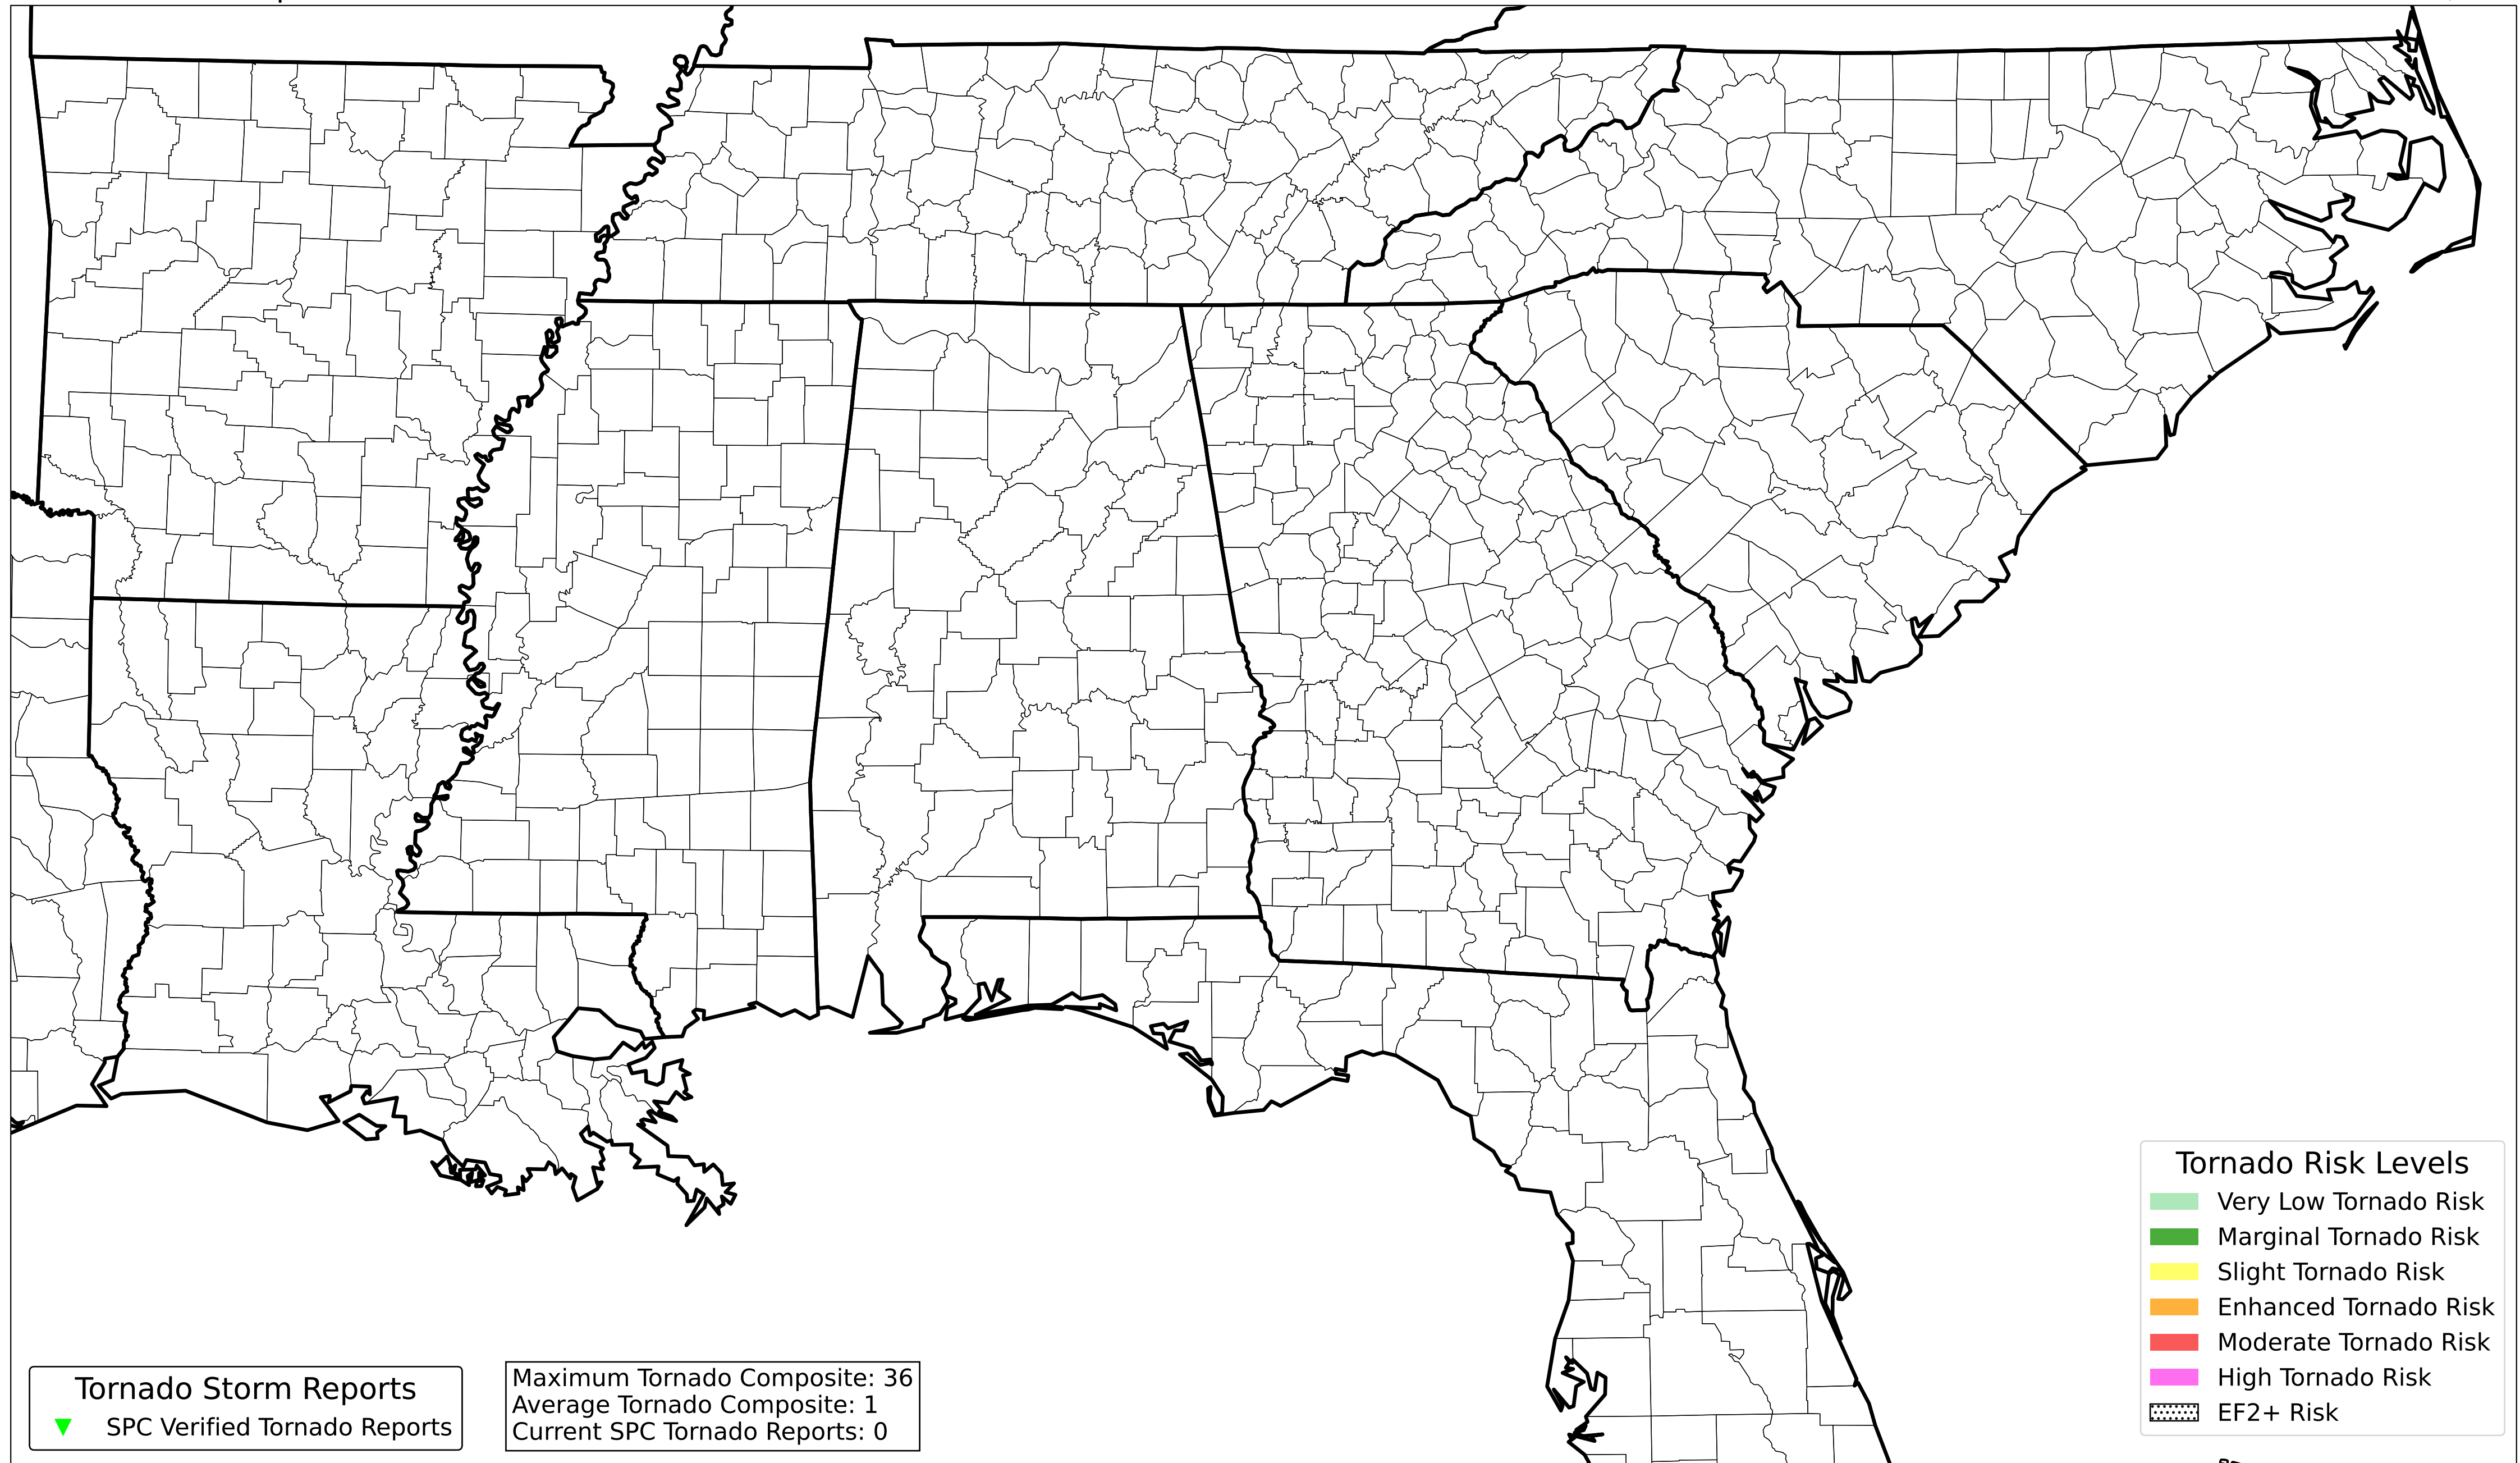 Tornado Risk Levels
Very Low Tornado Risk
Marginal Tornado Risk
Slight Tornado Risk
Enhanced Tornado Risk
Moderate Tornado Risk
High Tornado Risk
EF2+ Risk
Tornado Storm Reports
SPC Verified Tornado Reports
Maximum Tornado Composite: 36
Average Tornado Composite: 1
Current SPC Tornado Reports: 0